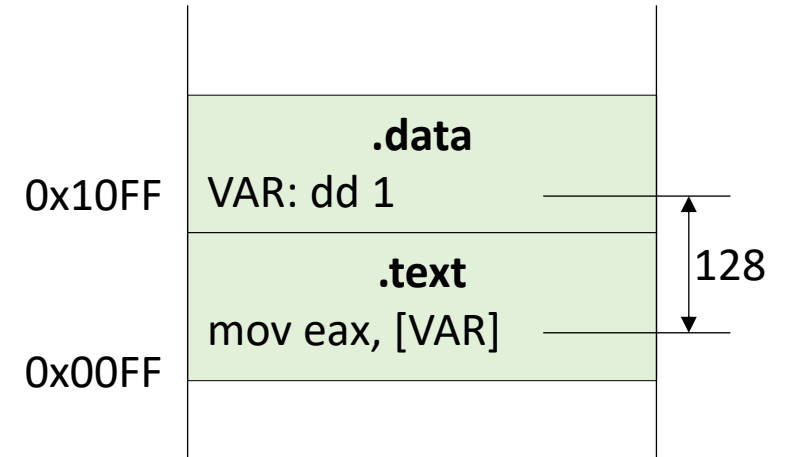 .data
0x10FF
VAR: dd 1
.text
128
mov eax, [VAR]
0x00FF